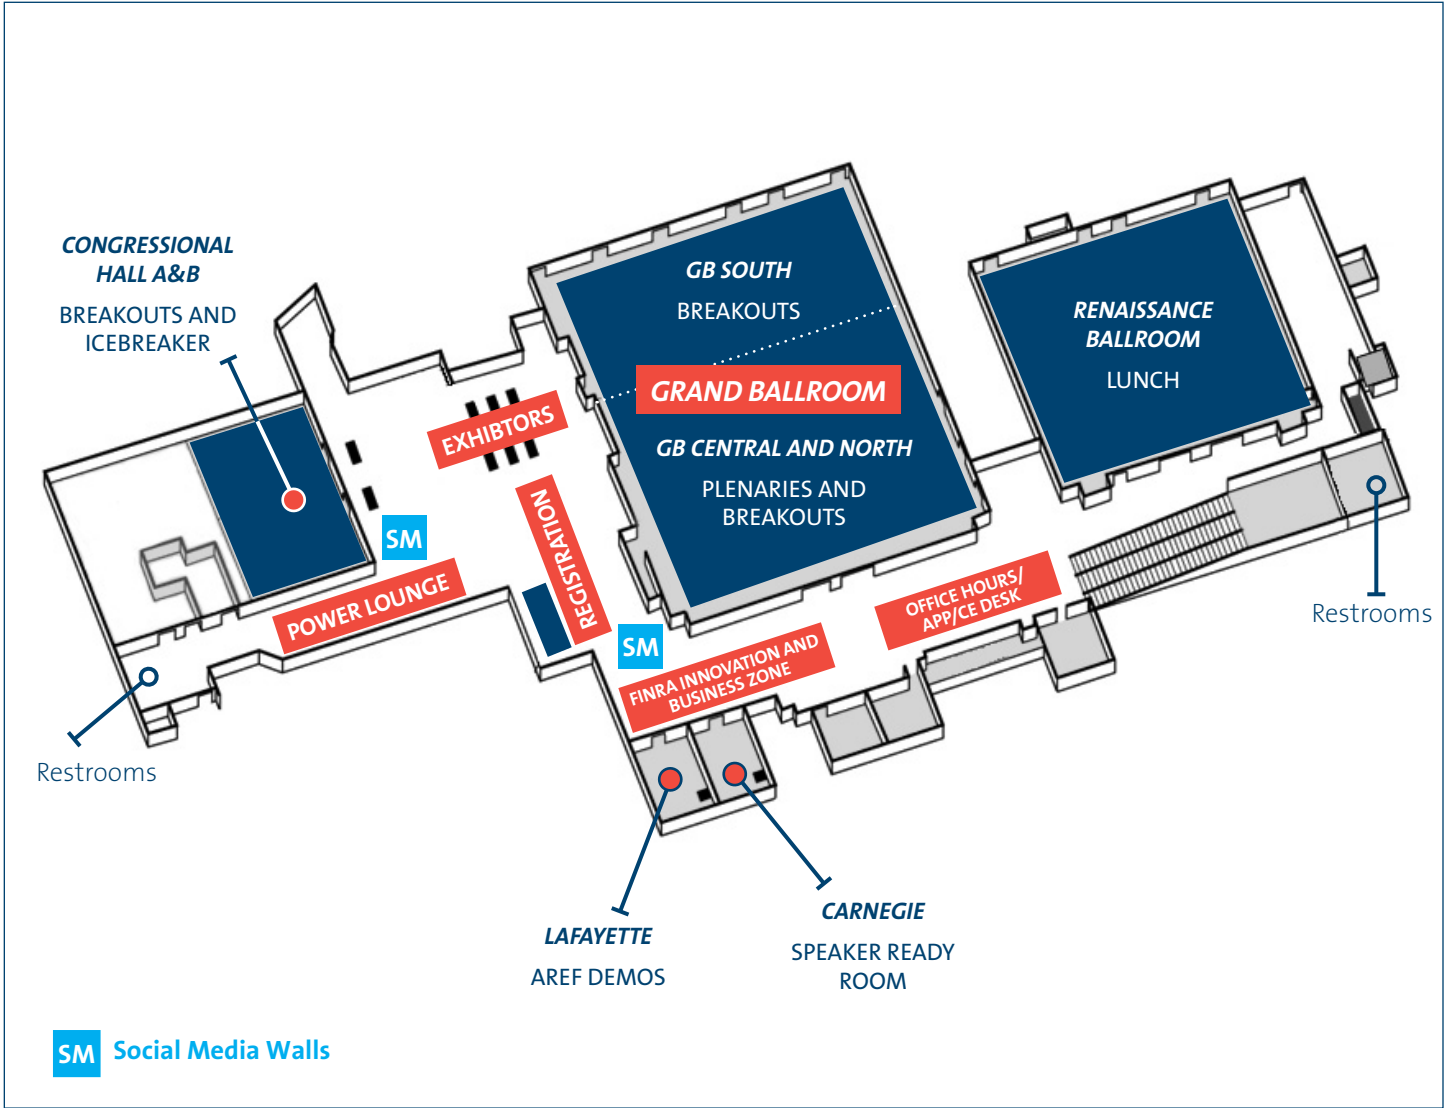 CONGRESSIONAL
HALL A&B
BREAKOUTS AND
ICEBREAKER
GB SOUTH
BREAKOUTS
GRAND BALLROOM
GB CENTRAL AND NORTH
PLENARIES AND
BREAKOUTS
RENAISSANCE
BALLROOM
LUNCH
EXHIBTORS
REGISTRATION
SM
POWER LOUNGE
SM
FINRA INNOVATION AND
BUSINESS ZONE
OFFICE HOURS/
APP/CE DESK
Restrooms
Restrooms
LAFAYETTE
AREF DEMOS
CARNEGIE
SPEAKER READY
ROOM
SM Social Media Walls